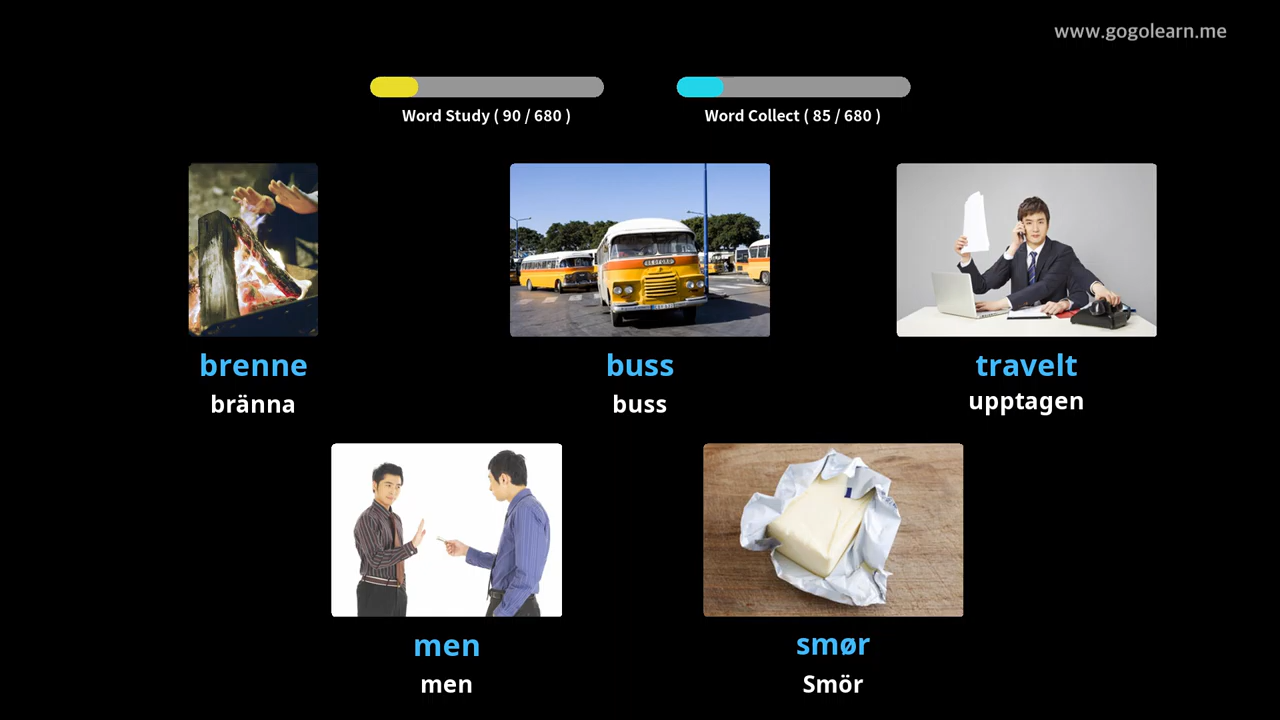 www.gogolearn.me
Word Study ( 90 / 680 )
Word Collect ( 85 / 680 )
brenne
bränna
buss
buss
travelt
upptagen
men
men
smør
Smör